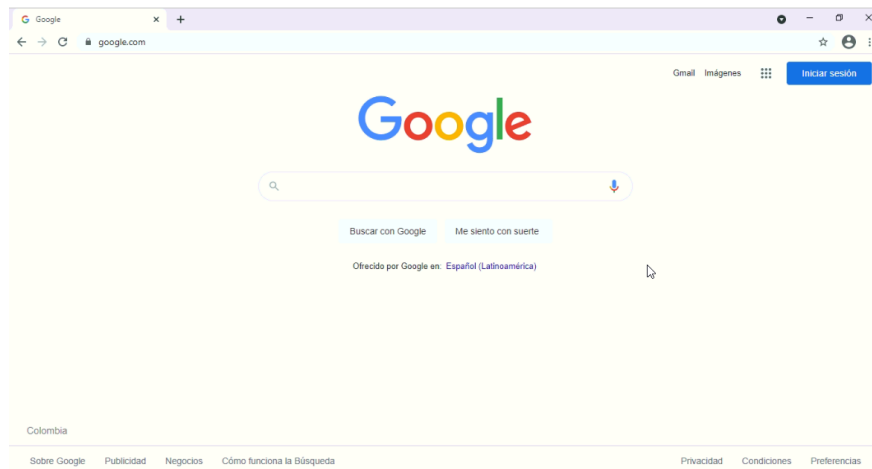 Google
google.com
Gmail Imágenes Iniciar sesión
Google
Buscar con Google Me siento con suerte
Ofrecido por Google en: Español (Latinoamérica)
Colombia
Sobre Google Publicidad Negocios Cómo funciona la Búsqueda Privacidad Condiciones Preferencias